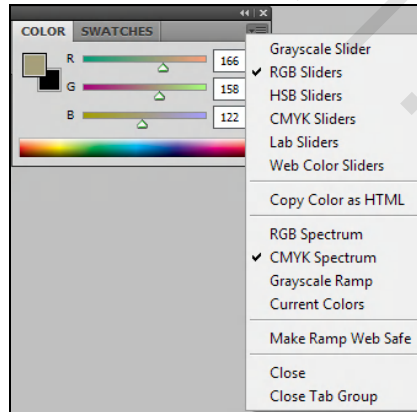 COLOR SWATCHES
R 166
G 158
B 122
Grayscale Slider
RGB Sliders
HSB Sliders
CMYK Sliders
Lab Sliders
Web Color Sliders
Copy Color as HTML
RGB Spectrum
CMYK Spectrum
Grayscale Ramp
Current Colors
Make Ramp Web Safe
Close
Close Tab Group